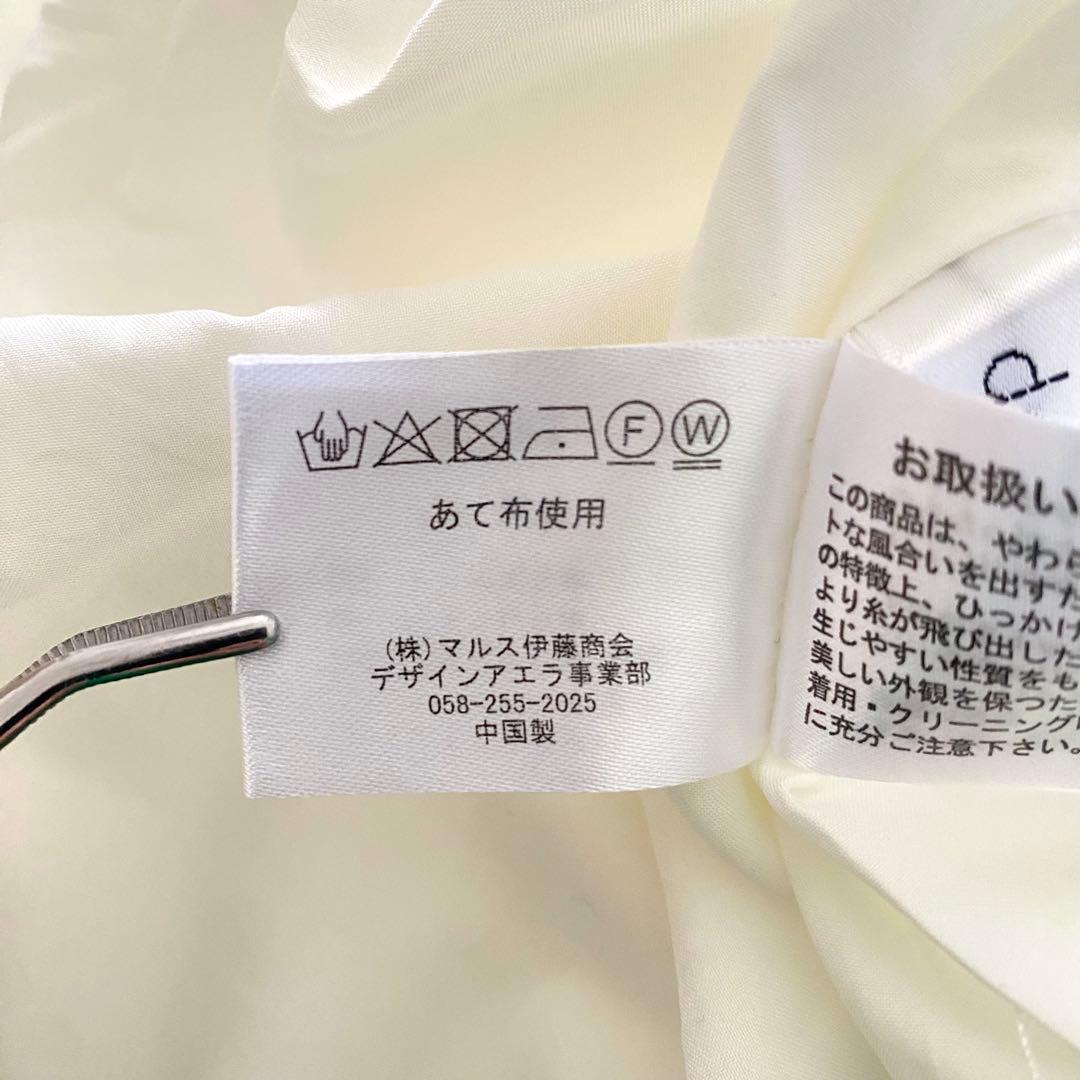 F W
あて布使用
(株)マルス伊藤商会
デザインアエラ事業部
058-255-2025
中国製
お取扱い
この商品は、やわら
トな風合いを出すた
の特徴上、ひっかけ
より糸が飛び出した
生じやすい性質をも
美しい外観を保つた
着用・クリーニング
に充分ご注意下さい。